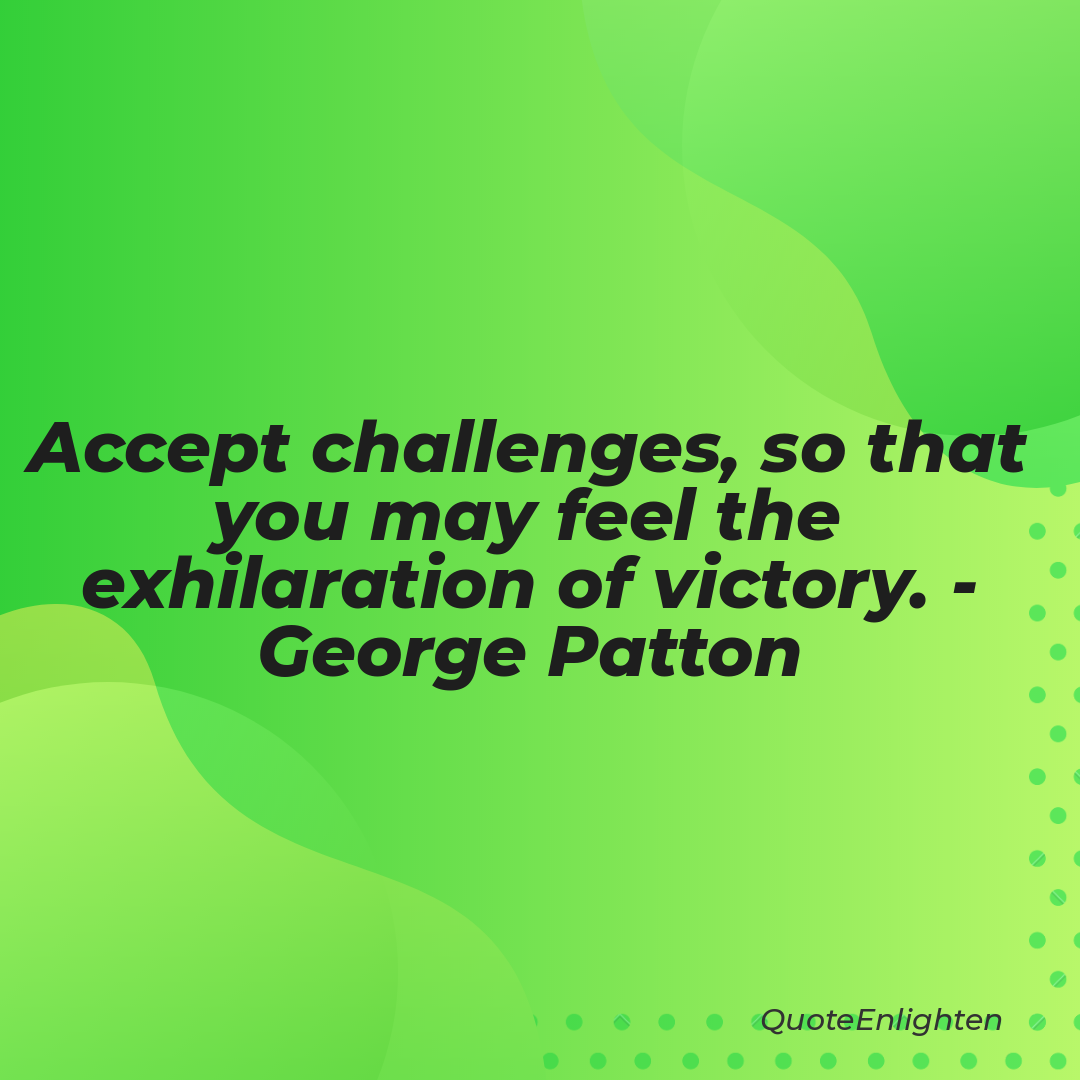 Accept challenges, so that
you may feel the
exhilaration of victory. -
George Patton
QuoteEnlighten